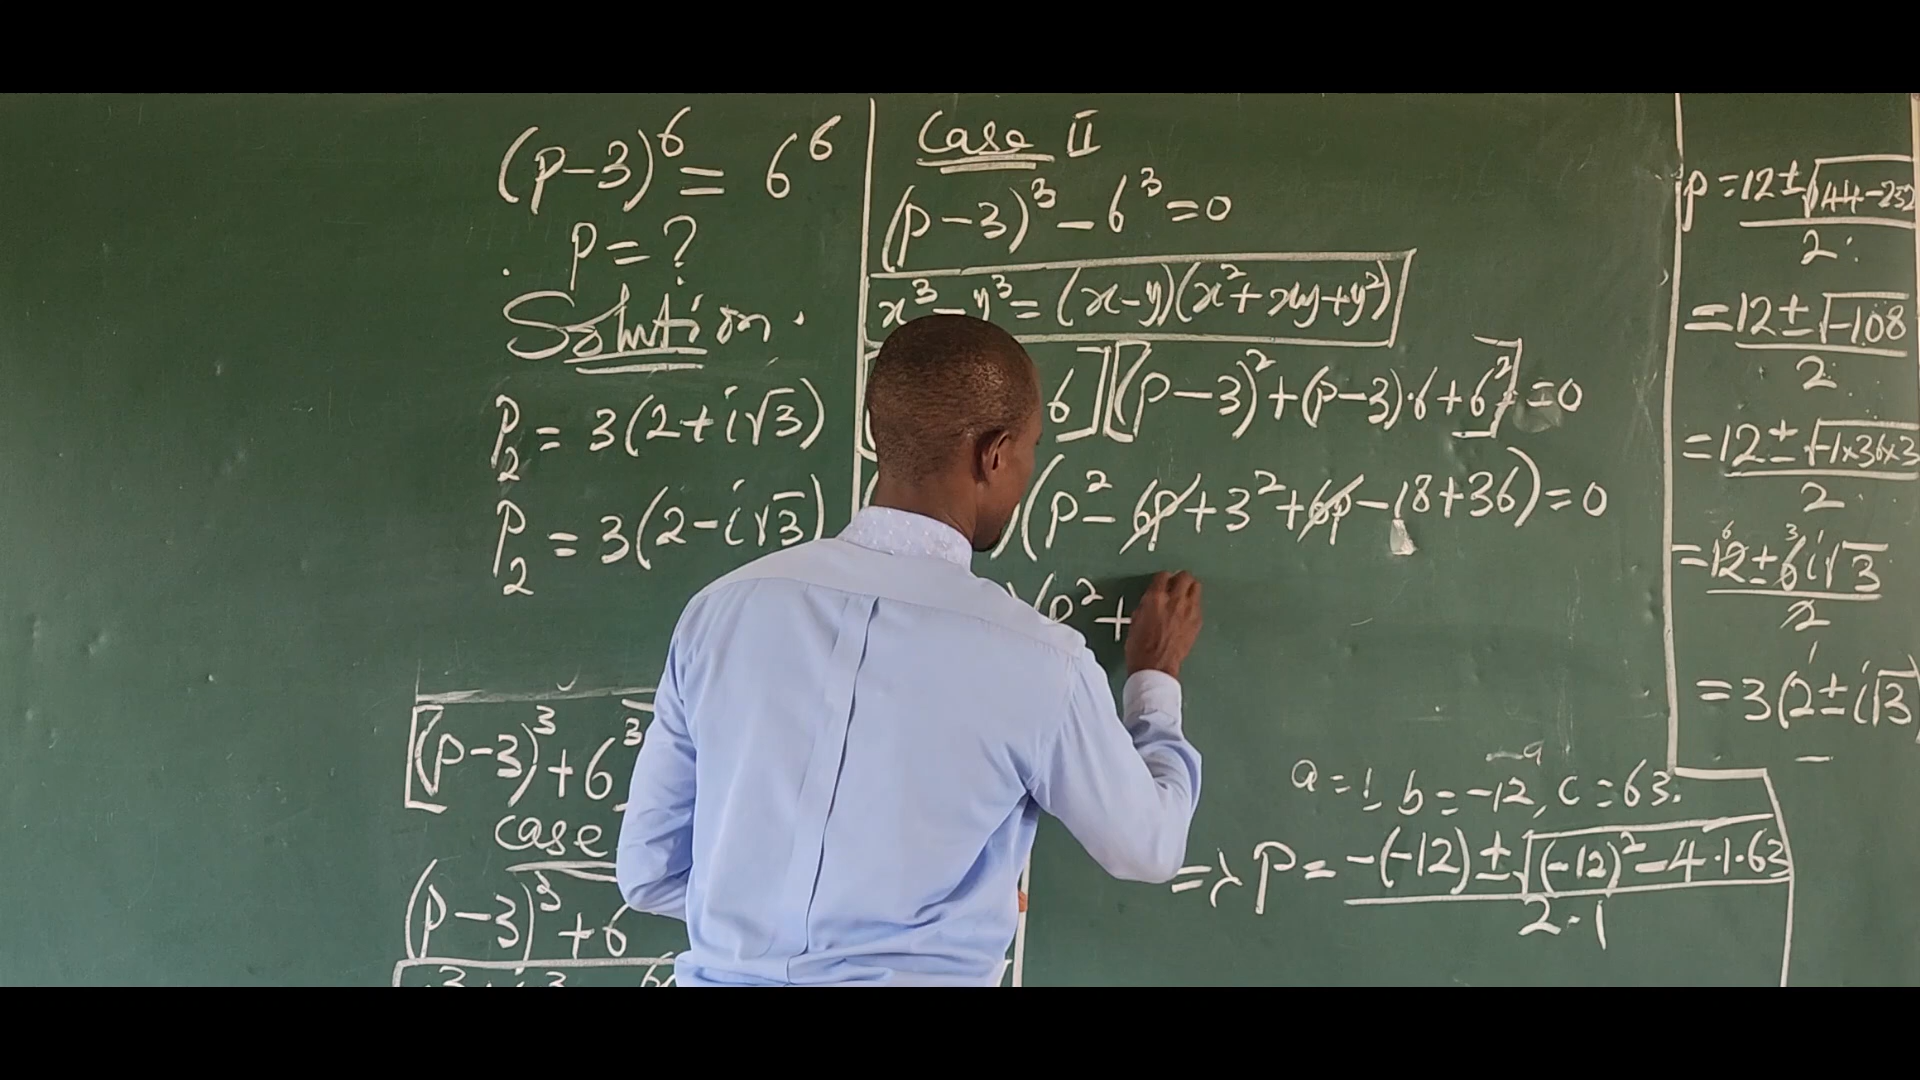 (p-3)⁶ = 6⁶
p = ?
Solution.
P₂ = 3(2+i√3)
P₂ = 3(2-i√3)
[(p-3)³+6³
case
(p-3)³+6
Case II
(p-3)³-6³=0
x³-y³=(x-y)(x²+xy+y²)
6][(p-3)²+(p-3)·6+6²]=0
)(p²-6p+3²+6p-18+36)=0
)(p²+
a=1 b=-12, c=63.
=> P = (-(-12)±√((-12)²-4·1·63))/(2·1)
p = (12±√(44-252))/2
= (12±√(-108))/2
= (12±√(-1×36×3))/2
= (12±6i√3)/2
= 3(2±i√3)